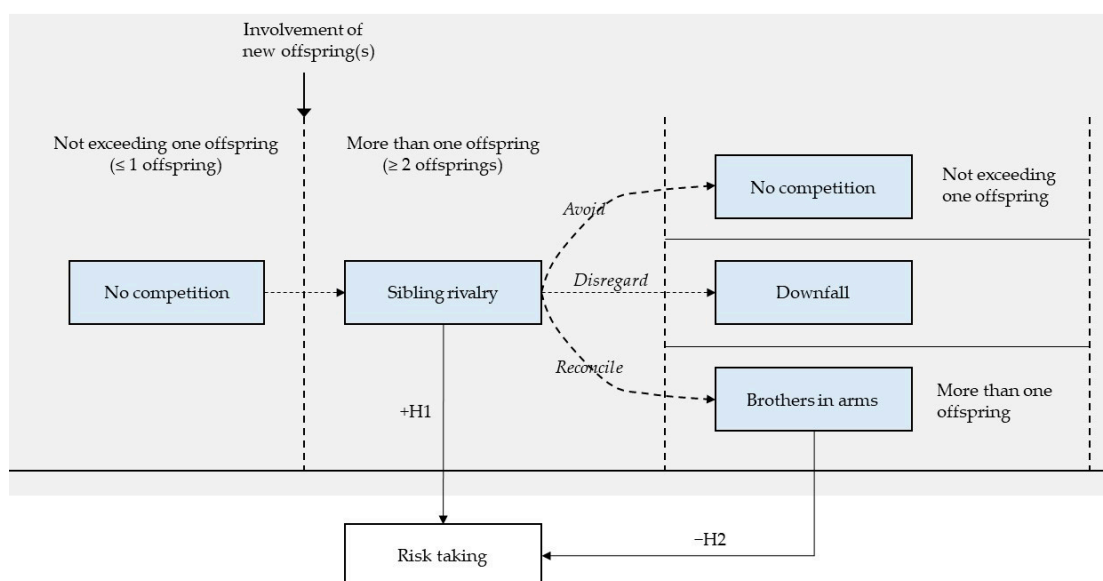 Involvement of
new offspring(s)
Not exceeding one offspring
(≤ 1 offspring)
More than one offspring
(≥ 2 offsprings)
No competition
Not exceeding
one offspring
Avoid
No competition
Sibling rivalry
Disregard
Downfall
Reconcile
Brothers in arms
More than one
offspring
+H1
Risk taking
−H2